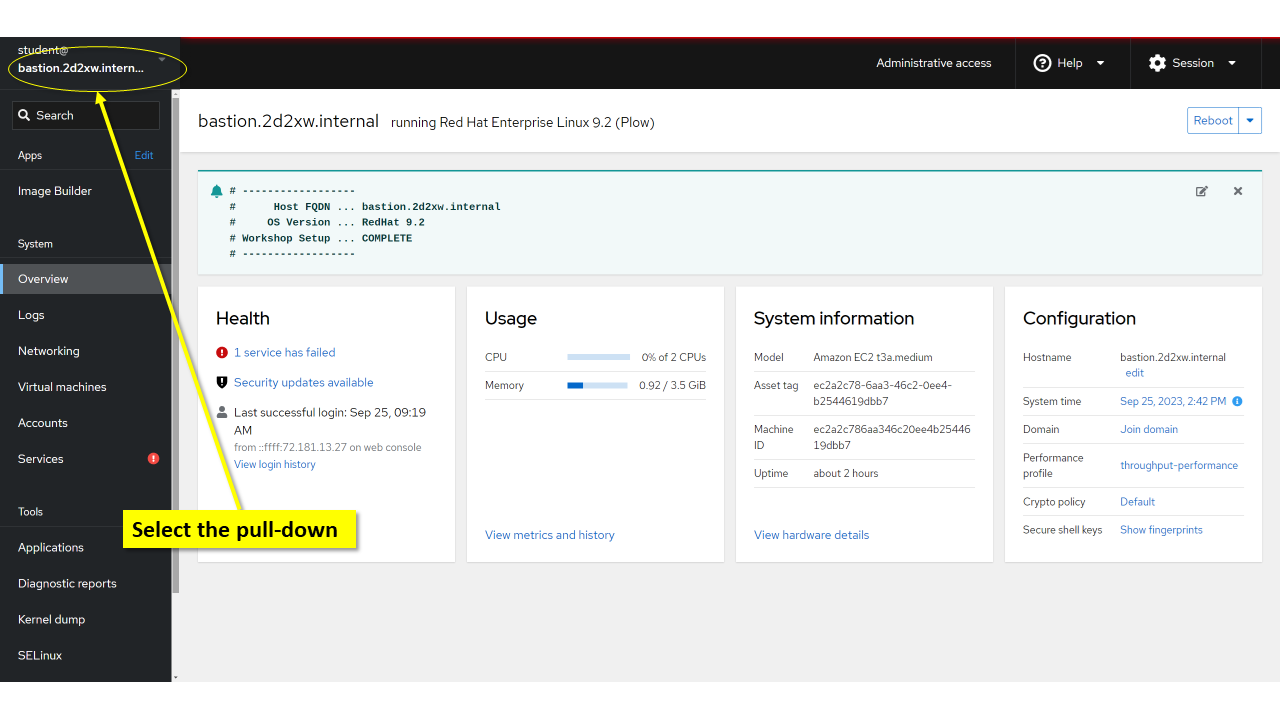 student@
bastion.2d2xw.intern...
Administrative access
Help
Session
Search
Apps
Edit
Image Builder
System
Overview
Logs
Networking
Virtual machines
Accounts
Services
Tools
Applications
Diagnostic reports
Kernel dump
SELinux
bastion.2d2xw.internal running Red Hat Enterprise Linux 9.2 (Plow)
Reboot
# ------------------
# Host FQDN ... bastion.2d2xw.internal
# OS Version ... RedHat 9.2
# Workshop Setup ... COMPLETE
# ------------------
Health
1 service has failed
Security updates available
Last successful login: Sep 25, 09:19
AM
from ::ffff:72.181.13.27 on web console
View login history
Select the pull-down
Usage
CPU 0% of 2 CPUs
Memory 0.92 / 3.5 GiB
View metrics and history
System information
Model Amazon EC2 t3a.medium
Asset tag ec2a2c78-6aa3-46c2-0ee4-
b2544619dbb7
Machine ec2a2c786aa346c20ee4b25446
ID 19dbb7
Uptime about 2 hours
View hardware details
Configuration
Hostname bastion.2d2xw.internal
edit
System time Sep 25, 2023, 2:42 PM
Domain Join domain
Performance
profile throughput-performance
Crypto policy Default
Secure shell keys Show fingerprints